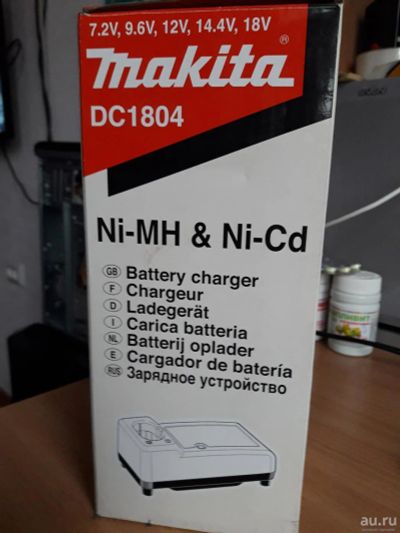 7.2V, 9.6V, 12V, 14.4V, 18V
makita®
DC1804
Ni-MH & Ni-Cd
GB Battery charger
F Chargeur
D Ladegerät
I Carica batteria
NL Batterij oplader
E Cargador de batería
RUS Зарядное устройство
au.ru